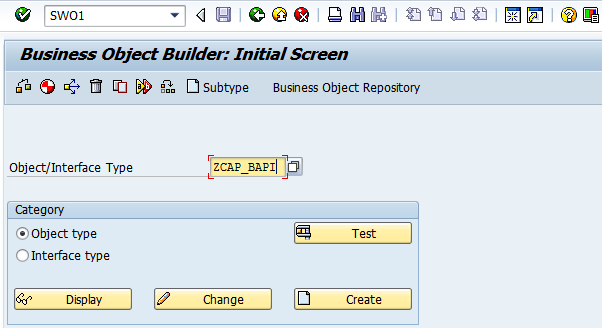 SWO1
Business Object Builder: Initial Screen
Subtype Business Object Repository
Object/Interface Type ZCAP_BAPI
Category
Object type Test
Interface type
Display Change Create